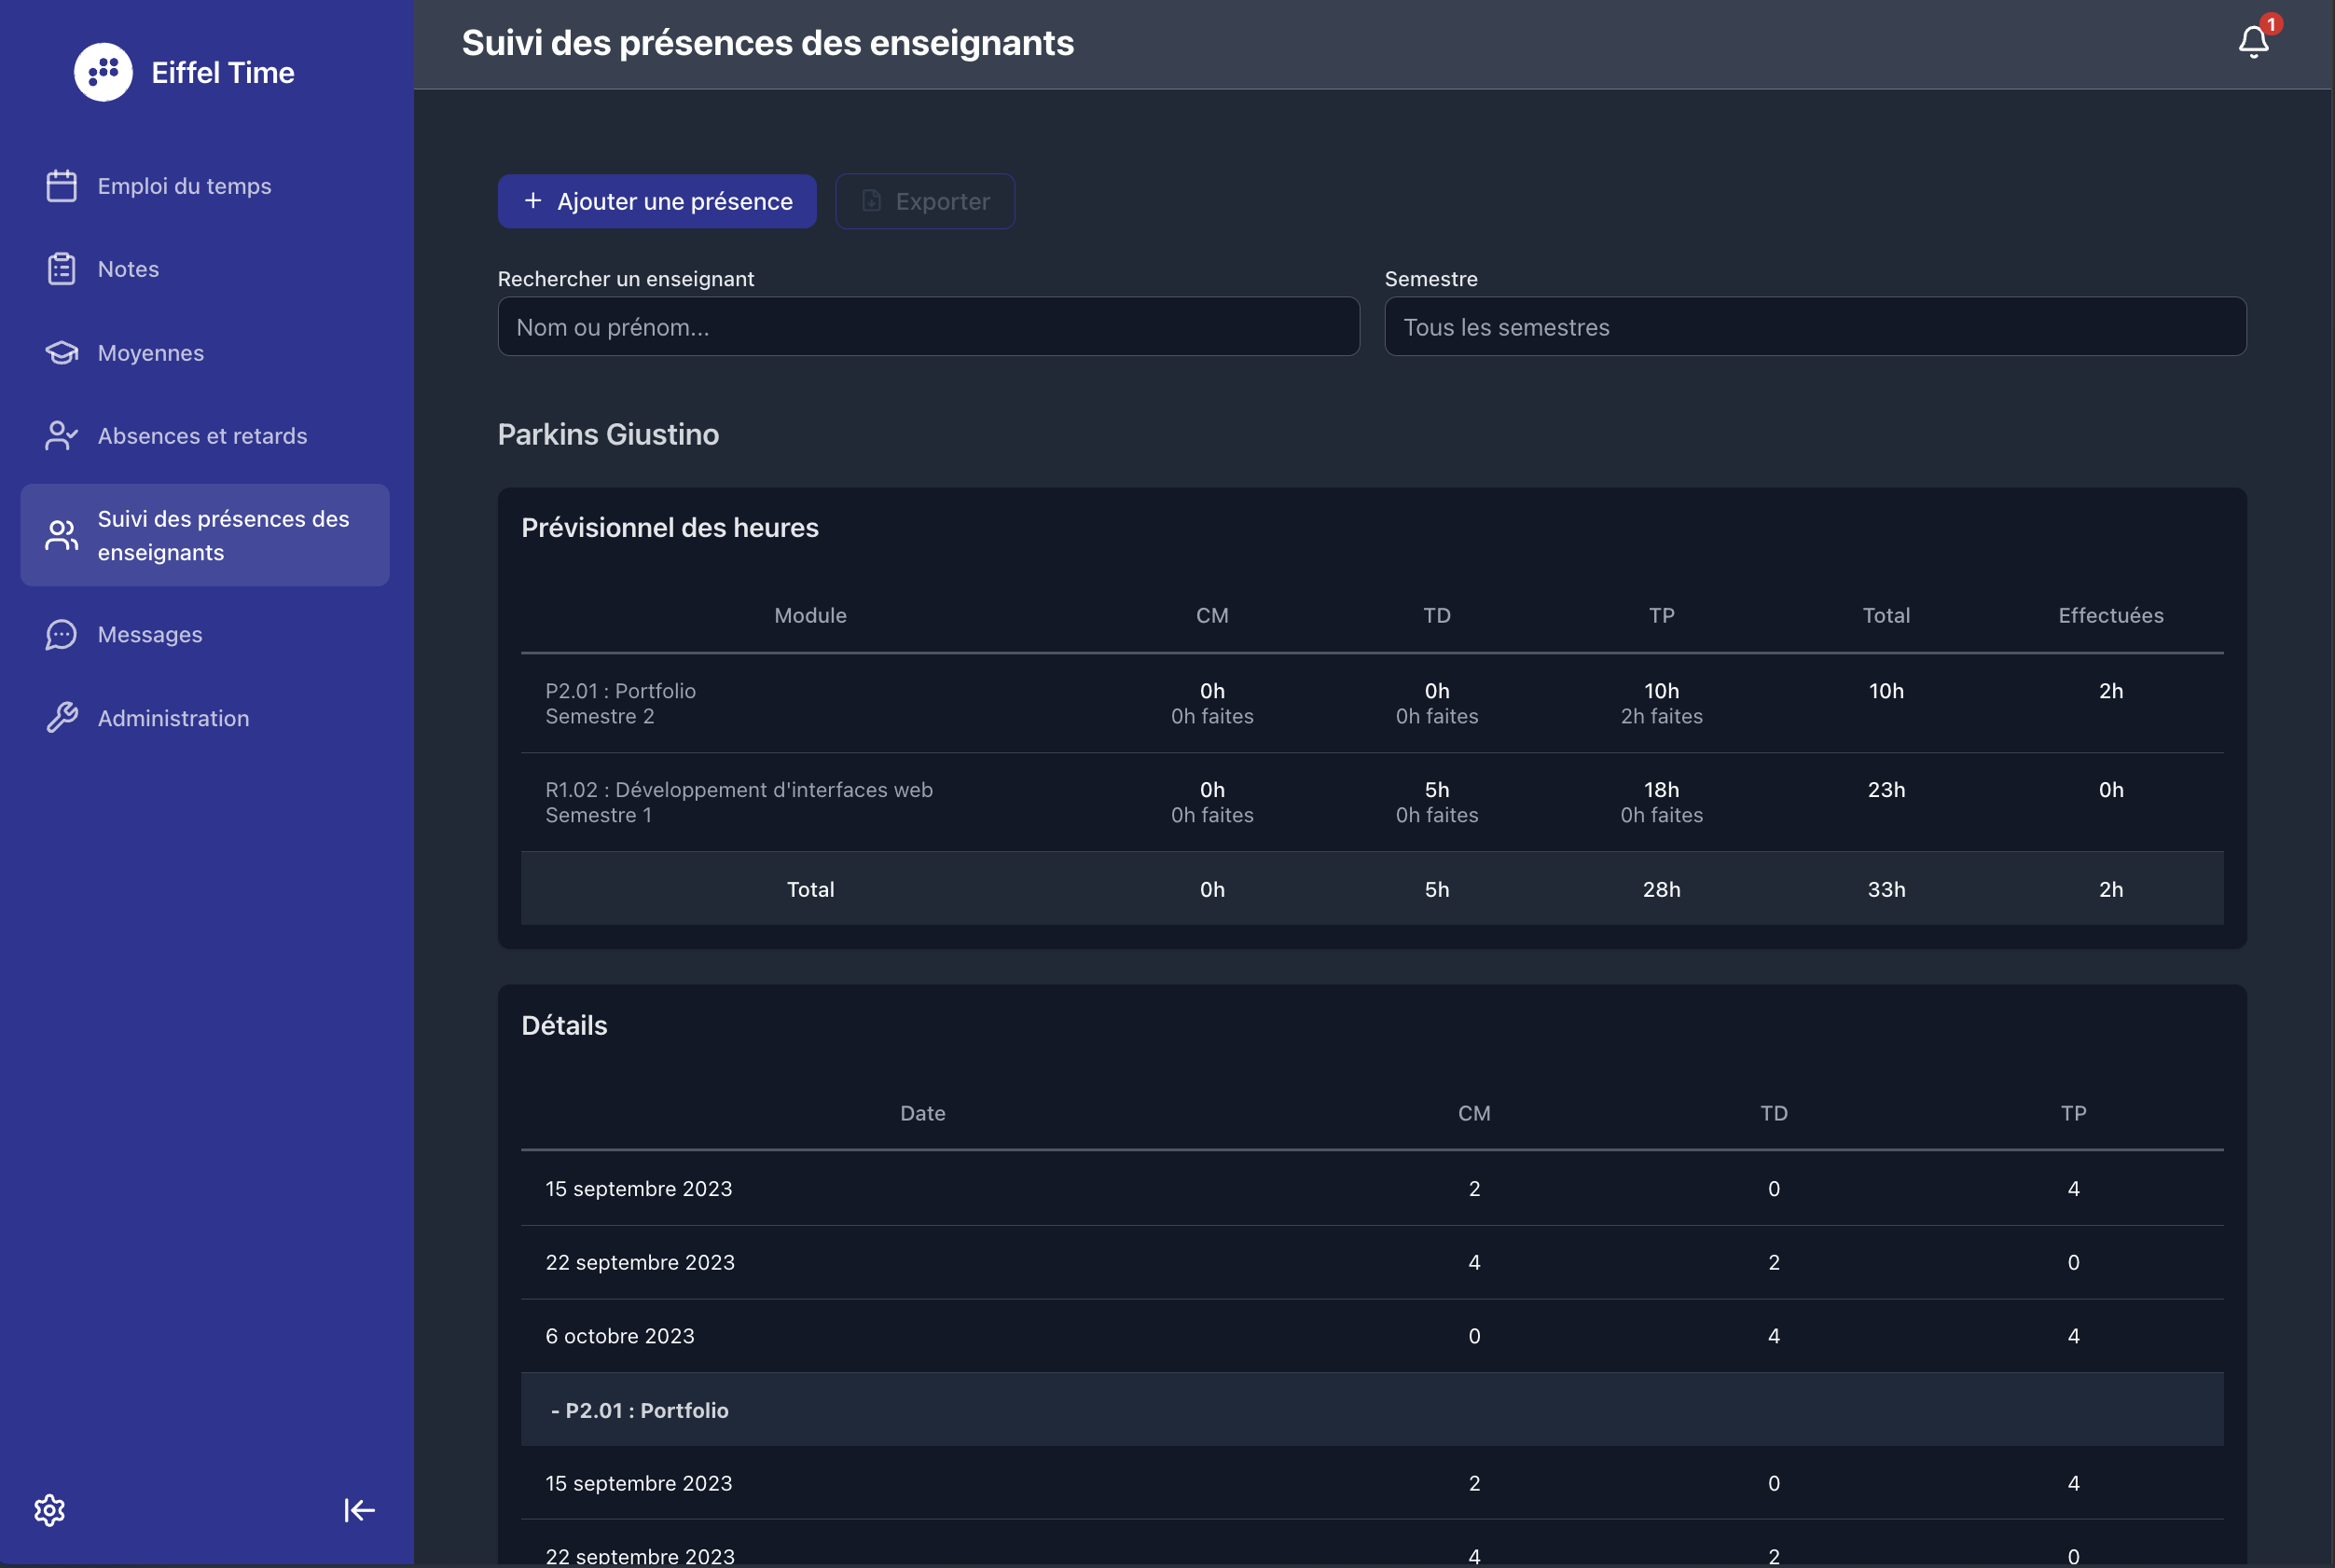 Eiffel Time
Emploi du temps
Notes
Moyennes
Absences et retards
Suivi des présences des
enseignants
Messages
Administration
Suivi des présences des enseignants
1
+ Ajouter une présence
Exporter
Rechercher un enseignant
Semestre
Nom ou prénom...
Tous les semestres
Parkins Giustino
Prévisionnel des heures
Module CM TD TP Total Effectuées
P2.01 : Portfolio 0h 0h 10h 10h 2h
Semestre 2 0h faites 0h faites 2h faites
R1.02 : Développement d'interfaces web 0h 5h 18h 23h 0h
Semestre 1 0h faites 0h faites 0h faites
Total 0h 5h 28h 33h 2h
Détails
Date CM TD TP
15 septembre 2023 2 0 4
22 septembre 2023 4 2 0
6 octobre 2023 0 4 4
- P2.01 : Portfolio
15 septembre 2023 2 0 4
22 septembre 2023 4 2 0